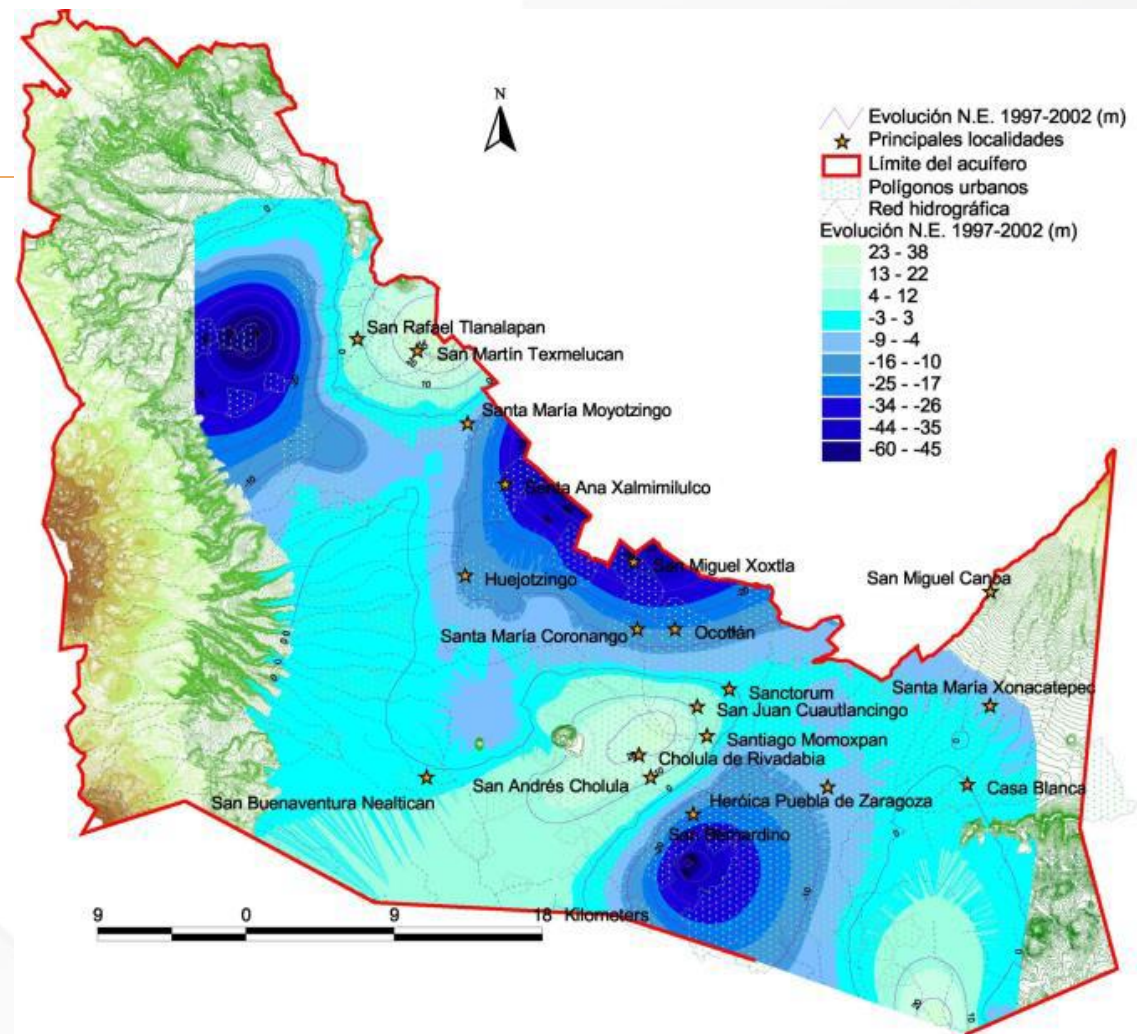 N
Evolución N.E. 1997-2002 (m)
Principales localidades
Límite del acuífero
Polígonos urbanos
Red hidrográfica
Evolución N.E. 1997-2002 (m)
23 - 38
13 - 22
4 - 12
-3 - 3
-9 - -4
-16 - -10
-25 - -17
-34 - -26
-44 - -35
-60 - -45
San Rafael Tlanalapan
San Martín Texmelucan
Santa María Moyotzingo
Santa Ana Xalmimilulco
San Miguel Xoxtla
Huejotzingo
San Miguel Canoa
Santa María Coronango
Ocotlán
Sanctorum
Santa María Xonacatepec
San Juan Cuautlancingo
Santiago Momoxpan
Cholula de Rivadabia
San Andrés Cholula
Casa Blanca
San Buenaventura Nealtican
Heróica Puebla de Zaragoza
San Bernardino
9 0 9 18 Kilometers